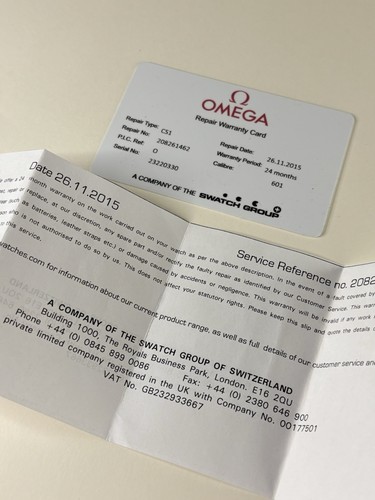 OMEGA
Repair Warranty Card
Repair Type: CS1
Repair No: 208261462
P.I.C. Ref: O
Serial No: 23220330
Repair Date: 26.11.2015
Warranty Period: 24 months
Calibre: 601
A COMPANY OF THE SWATCH GROUP
Date 26.11.2015
Service Reference no. 2082
month warranty on the work carried out on your watch as per the above description. In the event of a fault covered by
replace, at our discretion, any spare part and/or rectify the faulty repair as identified by our Customer Service. This warranty
as batteries, leather straps etc.) or damage caused by accidents or negligence. This warranty will be invalid if any work
who is not authorised to do so by us. This does not affect your statutory rights. Please keep this slip and quote the details
this service.
watches.com for information about our current product range, as well as full details of our customer service and
A COMPANY OF THE SWATCH GROUP OF SWITZERLAND
Building 1000, The Royals Business Park, London. E16 2QU
Phone +44 (0) 0845 899 0086 Fax: +44 (0) 2380 646 900
private limited company registered in the UK with Company No. 00177501
VAT No. GB232933667